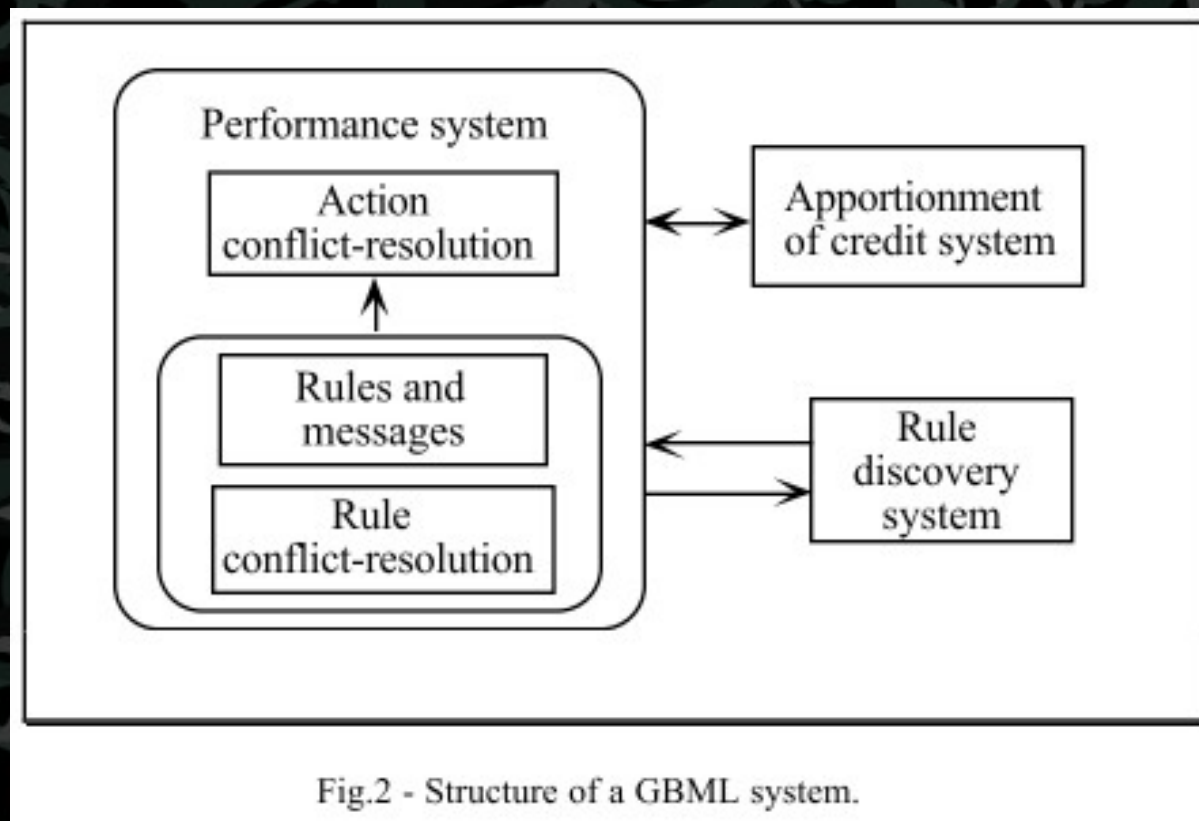 Performance system
Action
conflict-resolution
Rules and
messages
Rule
conflict-resolution
Apportionment
of credit system
Rule
discovery
system
Fig.2 - Structure of a GBML system.